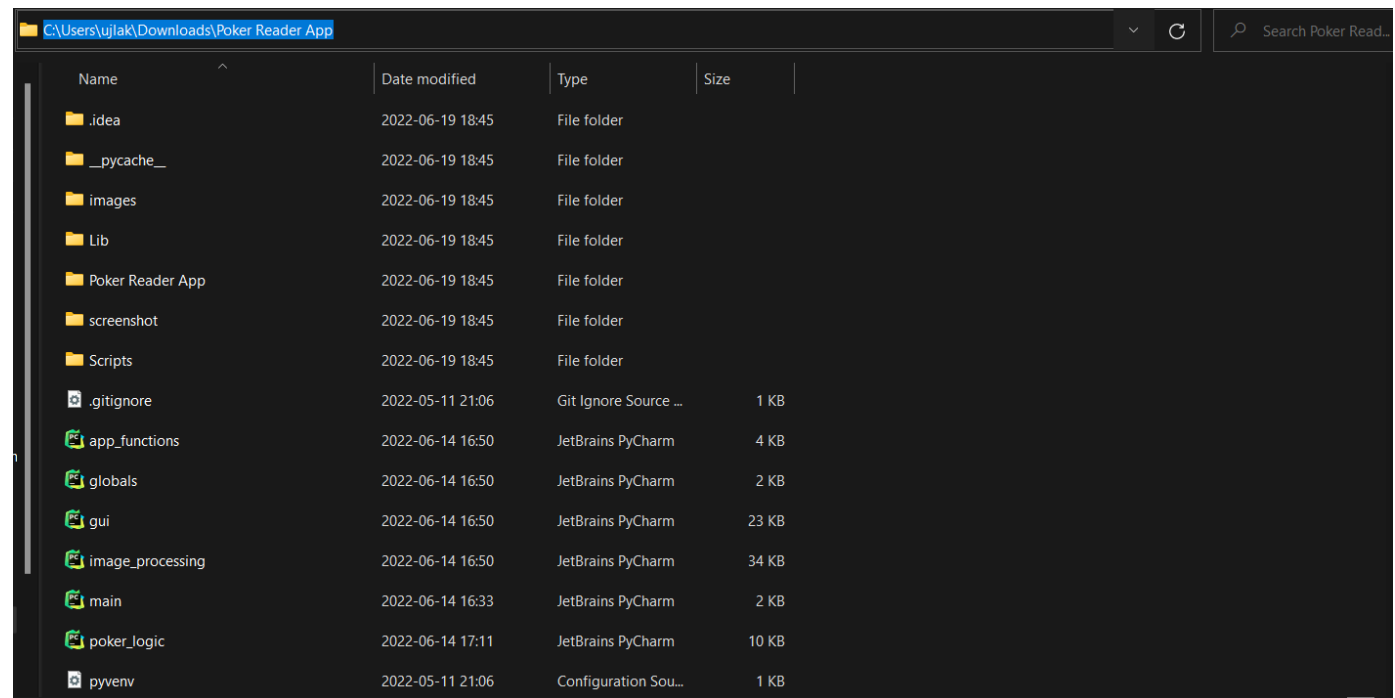 C:\Users\ujlak\Downloads\Poker Reader App Search Poker Read...
Name Date modified Type Size
.idea 2022-06-19 18:45 File folder
__pycache__ 2022-06-19 18:45 File folder
images 2022-06-19 18:45 File folder
Lib 2022-06-19 18:45 File folder
Poker Reader App 2022-06-19 18:45 File folder
screenshot 2022-06-19 18:45 File folder
Scripts 2022-06-19 18:45 File folder
.gitignore 2022-05-11 21:06 Git Ignore Source ... 1 KB
app_functions 2022-06-14 16:50 JetBrains PyCharm 4 KB
globals 2022-06-14 16:50 JetBrains PyCharm 2 KB
gui 2022-06-14 16:50 JetBrains PyCharm 23 KB
image_processing 2022-06-14 16:50 JetBrains PyCharm 34 KB
main 2022-06-14 16:33 JetBrains PyCharm 2 KB
poker_logic 2022-06-14 17:11 JetBrains PyCharm 10 KB
pyvenv 2022-05-11 21:06 Configuration Sou... 1 KB